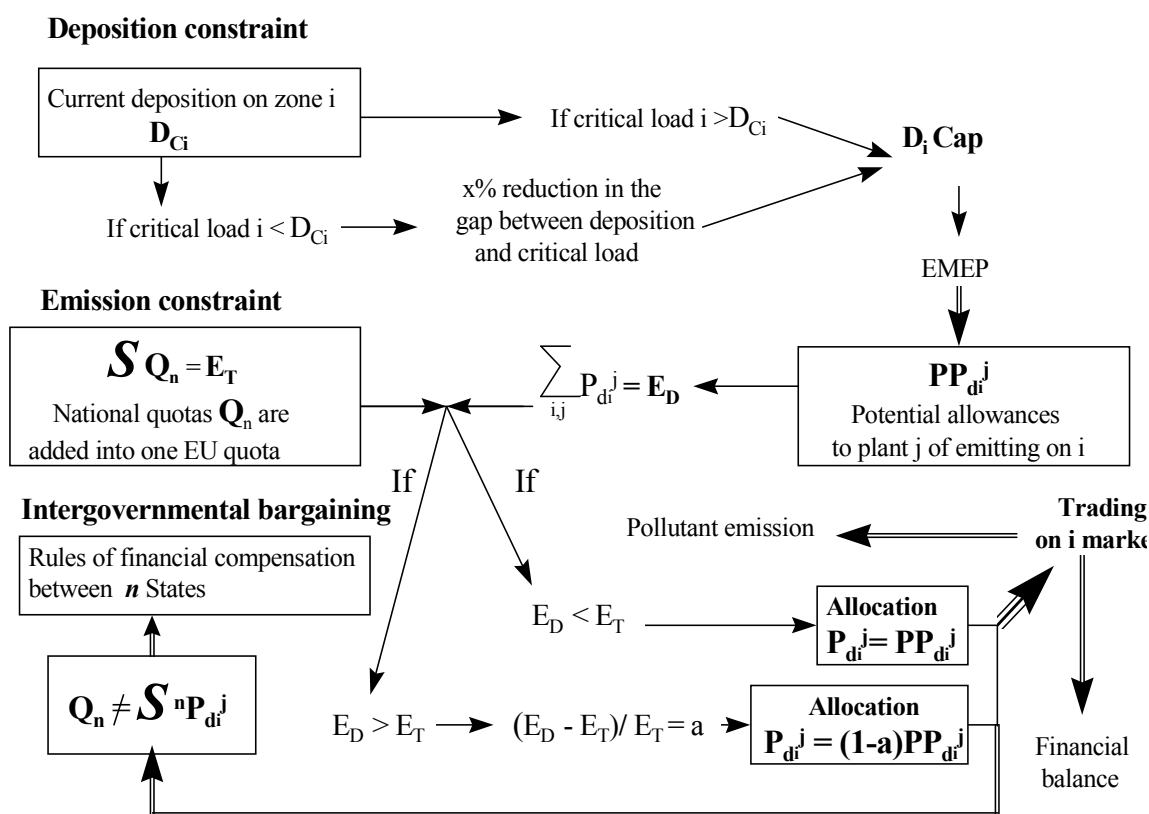 Deposition constraint
Current deposition on zone i
D_Ci
If critical load i >D_Ci
D_i Cap
If critical load i < D_Ci
x% reduction in the
gap between deposition
and critical load
EMEP
Emission constraint
S Q_n = E_T
National quotas Q_n are
added into one EU quota
∑_i,j P_di^j = E_D
PP_di^j
Potential allowances
to plant j of emitting on i
If
If
Intergovernmental bargaining
Rules of financial compensation
between n States
Pollutant emission
Trading
on i marke
E_D < E_T
Allocation
P_di^j = PP_di^j
Q_n ≠ S ^nP_di^j
E_D > E_T
(E_D - E_T)/ E_T = a
Allocation
P_di^j = (1-a)PP_di^j
Financial
balance